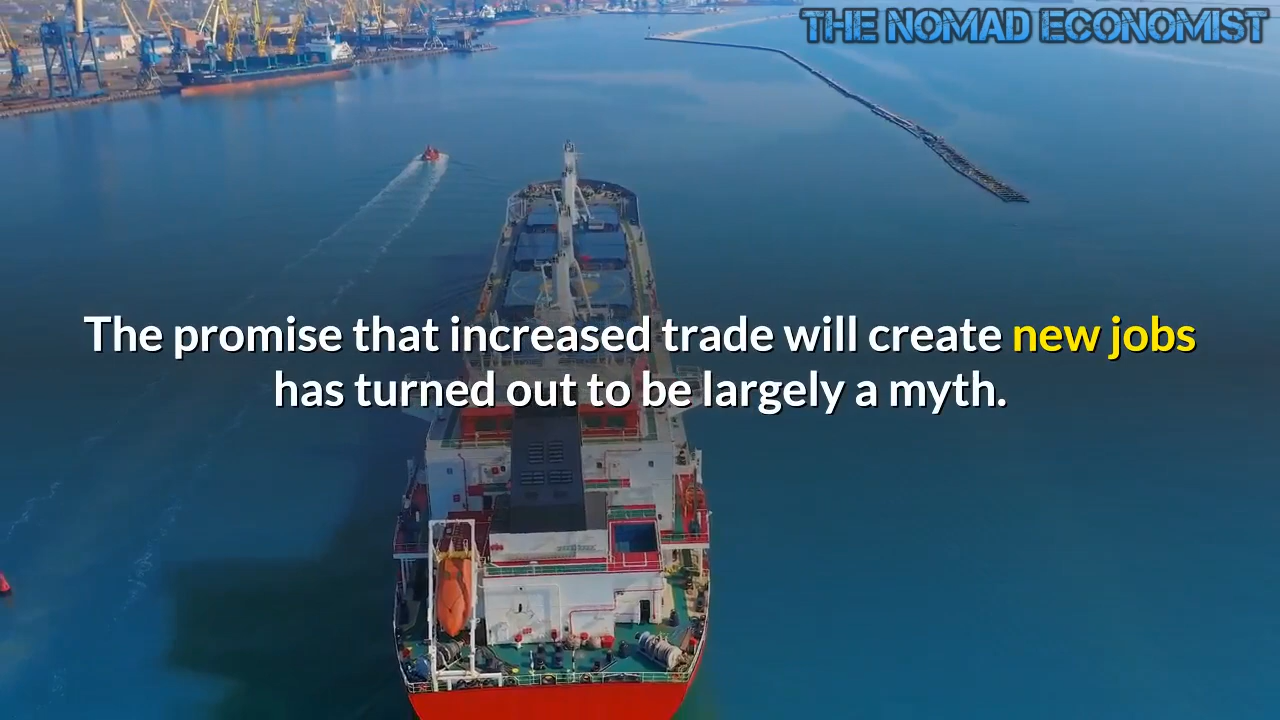 THE NOMAD ECONOMIST
The promise that increased trade will create new jobs
has turned out to be largely a myth.